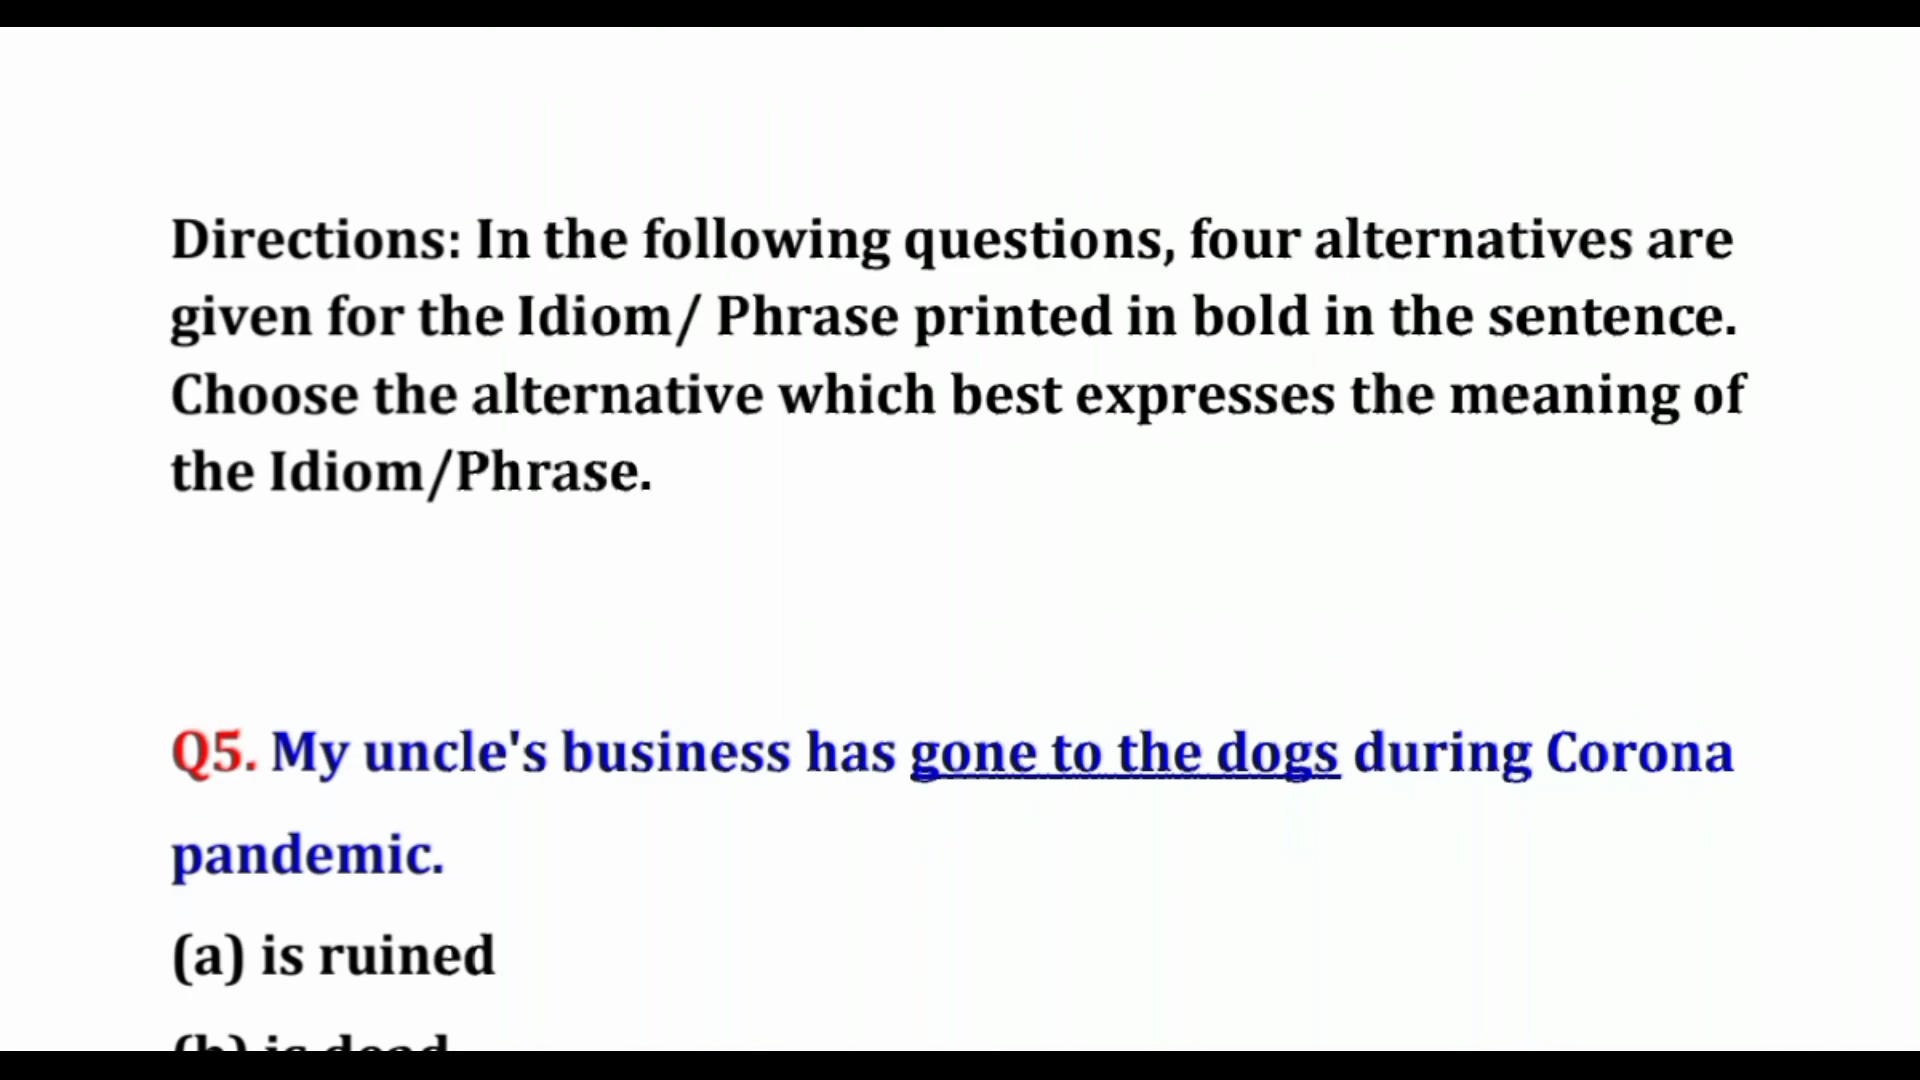 Directions: In the following questions, four alternatives are
given for the Idiom/ Phrase printed in bold in the sentence.
Choose the alternative which best expresses the meaning of
the Idiom/Phrase.
Q5. My uncle's business has gone to the dogs during Corona
pandemic.
(a) is ruined
(b) is dead